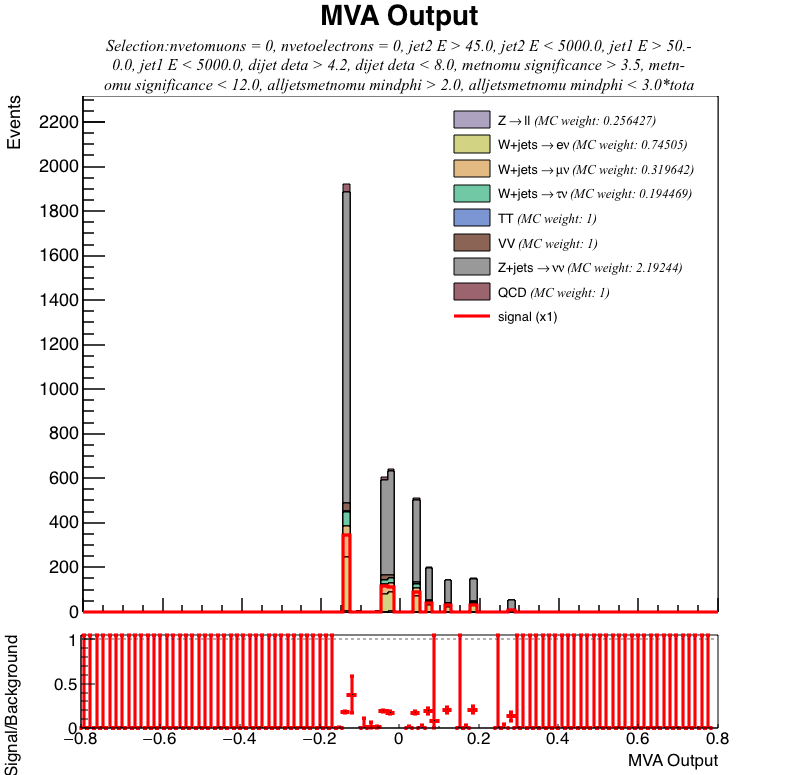 MVA Output
Selection:nvetomuons = 0, nvetoelectrons = 0, jet2 E > 45.0, jet2 E < 5000.0, jet1 E > 50.-
0.0, jet1 E < 5000.0, dijet deta > 4.2, dijet deta < 8.0, metnomu significance > 3.5, metn-
omu significance < 12.0, alljetsmetnomu mindphi > 2.0, alljetsmetnomu mindphi < 3.0*tota
Events
2200
2000
1800
1600
1400
1200
1000
800
600
400
200
0
Z→ll (MC weight: 0.256427)
W+jets→eν (MC weight: 0.74505)
W+jets→μν (MC weight: 0.319642)
W+jets→τν (MC weight: 0.194469)
TT (MC weight: 1)
VV (MC weight: 1)
Z+jets→νν (MC weight: 2.19244)
QCD (MC weight: 1)
signal (x1)
Signal/Background
1
0.5
0
−0.8 −0.6 −0.4 −0.2 0 0.2 0.4 0.6 0.8
MVA Output